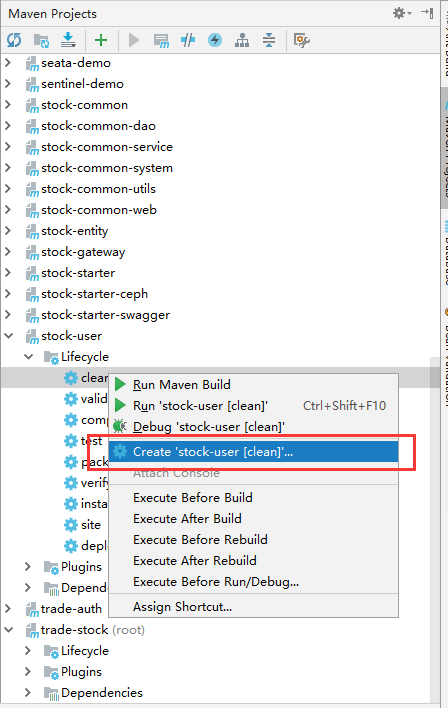 Maven Projects
seata-demo
sentinel-demo
stock-common
stock-common-dao
stock-common-service
stock-common-system
stock-common-utils
stock-common-web
stock-entity
stock-gateway
stock-starter
stock-starter-ceph
stock-starter-swagger
stock-user
Lifecycle
clean
valid
comp
test
pack
verify
insta
site
deplo
Run Maven Build
Run 'stock-user [clean]' Ctrl+Shift+F10
Debug 'stock-user [clean]'
Create 'stock-user [clean]'...
Attach Console
Execute Before Build
Execute After Build
Execute Before Rebuild
Execute After Rebuild
Execute Before Run/Debug...
Assign Shortcut...
Plugins
Depend
trade-auth
trade-stock (root)
Lifecycle
Plugins
Dependencies